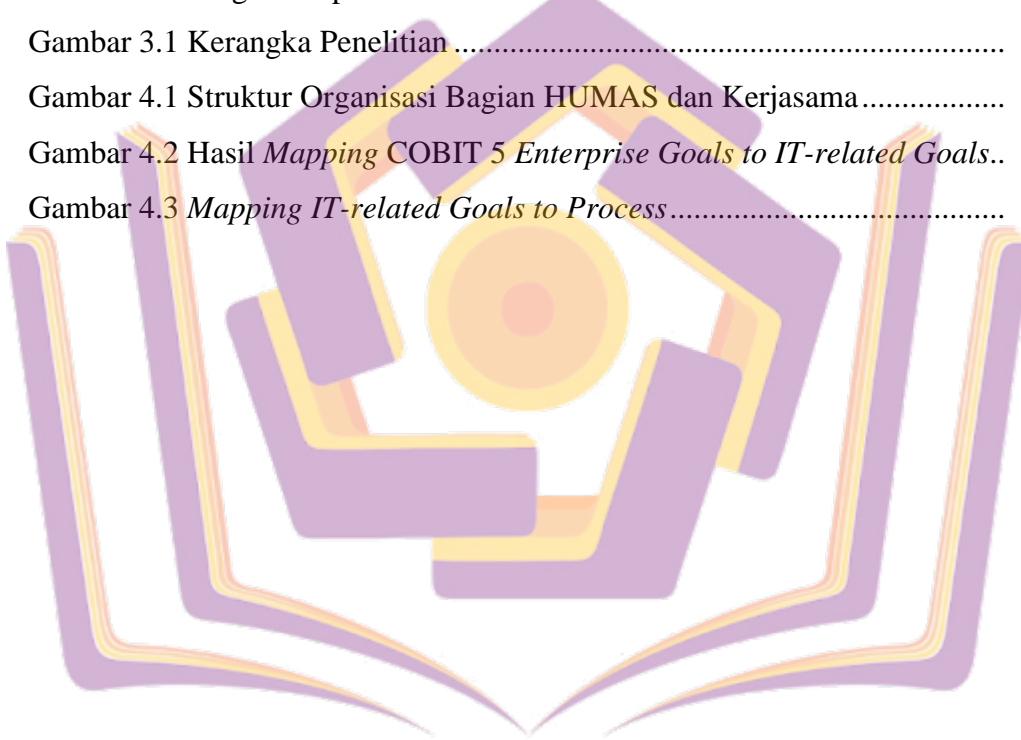 Gambar 3.1 Kerangka Penelitian.....................................................................
Gambar 4.1 Struktur Organisasi Bagian HUMAS dan Kerjasama..................
Gambar 4.2 Hasil Mapping COBIT 5 Enterprise Goals to IT-related Goals..
Gambar 4.3 Mapping IT-related Goals to Process..........................................